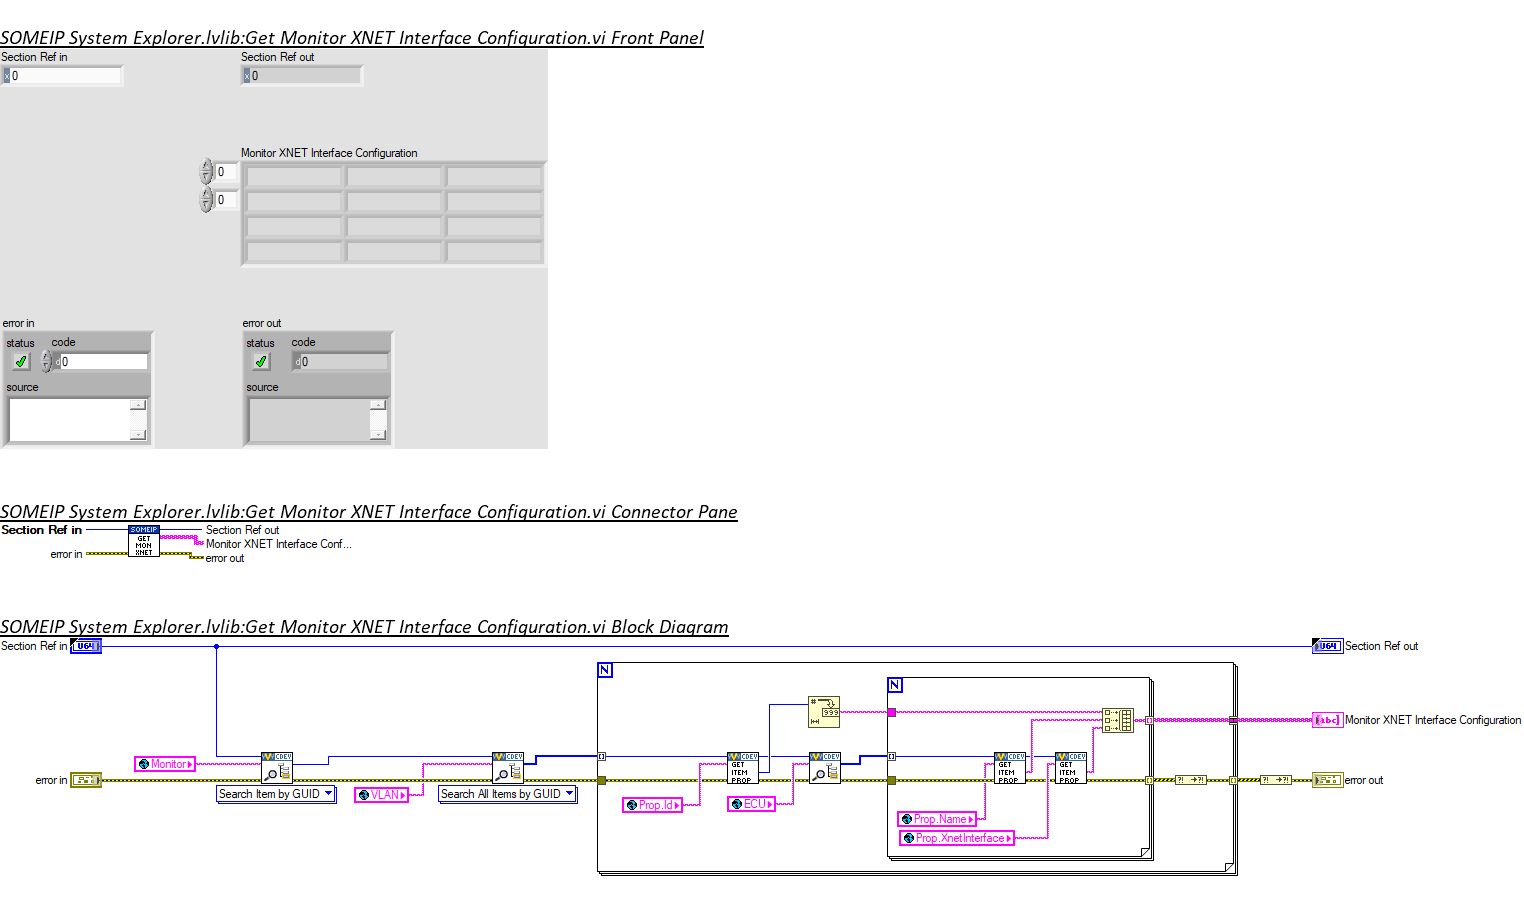 SOMEIP System Explorer.lvlib:Get Monitor XNET Interface Configuration.vi Front Panel
Section Ref in
Section Ref out
x 0
x 0
Monitor XNET Interface Configuration
0
0
error in
error out
status code
status code
d 0
d 0
source
source
SOMEIP System Explorer.lvlib:Get Monitor XNET Interface Configuration.vi Connector Pane
Section Ref in
SOMEIP
GET
MON
XNET
Section Ref out
Monitor XNET Interface Conf...
error in
error out
SOMEIP System Explorer.lvlib:Get Monitor XNET Interface Configuration.vi Block Diagram
Section Ref in
U64
U64
Section Ref out
N
N
#
999
abc
Monitor XNET Interface Configuration
Monitor
CDEV
CDEV
CDEV
GET
ITEM
PROP
CDEV
CDEV
GET
ITEM
PROP
CDEV
GET
ITEM
PROP
error in
?! ?!
?! ?!
error out
Search Item by GUID
VLAN
Search All Items by GUID
Prop.Id
ECU
Prop.Name
Prop.XnetInterface